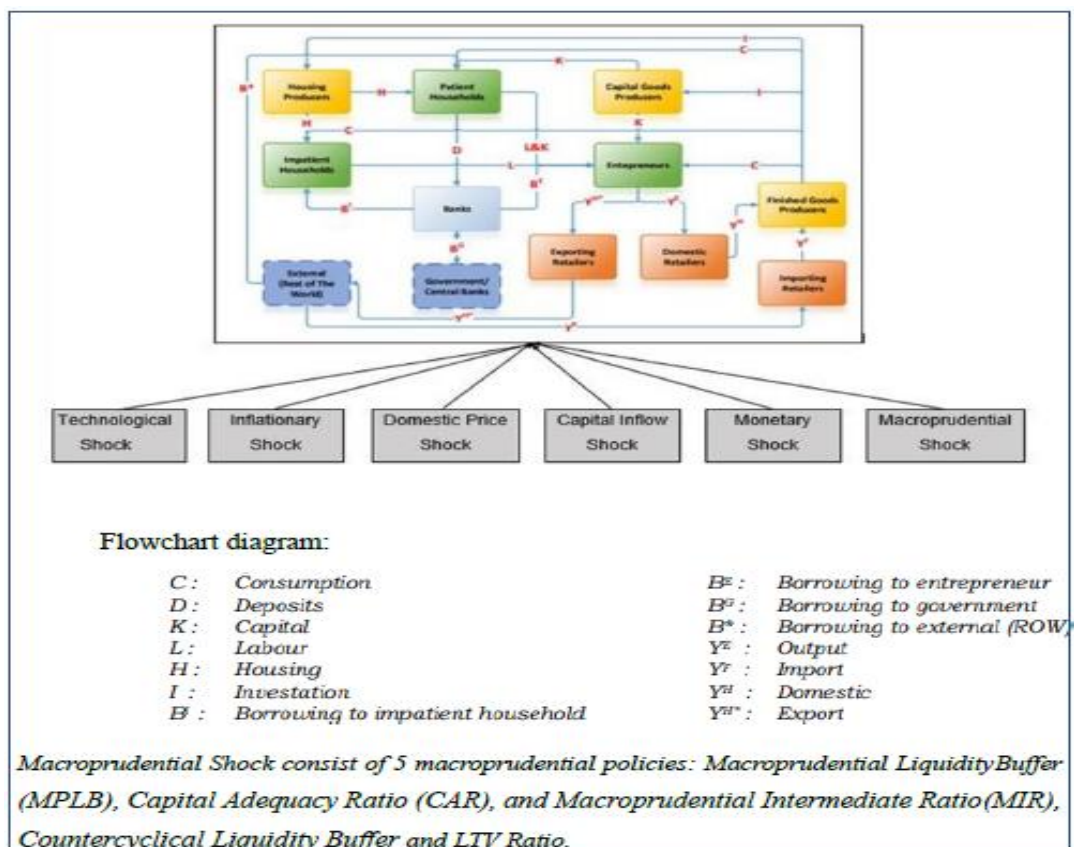 I
C
K
B*
Housing
Producers
H
Patient
Households
Capital Goods
Producers
I
H
C
K
D
L&K
Impatient
Households
L
Entepreneurs
C
Finished Goods
Producers
Banks
B^G
Exporting
Retailers
Domestic
Retailers
Importing
Retailers
External
(Rest of The
World)
Government/
Central Banks
Technological
Shock
Inflationary
Shock
Domestic Price
Shock
Capital Inflow
Shock
Monetary
Shock
Macroprudential
Shock
Flowchart diagram:
C : Consumption
D : Deposits
K : Capital
L : Labour
H : Housing
I : Investation
B^I : Borrowing to impatient household
B^E : Borrowing to entrepreneur
B^G : Borrowing to government
B* : Borrowing to external (ROW)
Y^E : Output
Y^F : Import
Y^H : Domestic
Y^H* : Export
Macroprudential Shock consist of 5 macroprudential policies: Macroprudential LiquidityBuffer
(MPLB), Capital Adequacy Ratio (CAR), and Macroprudential Intermediate Ratio(MIR),
Countercyclical Liquidity Buffer and LTV Ratio.